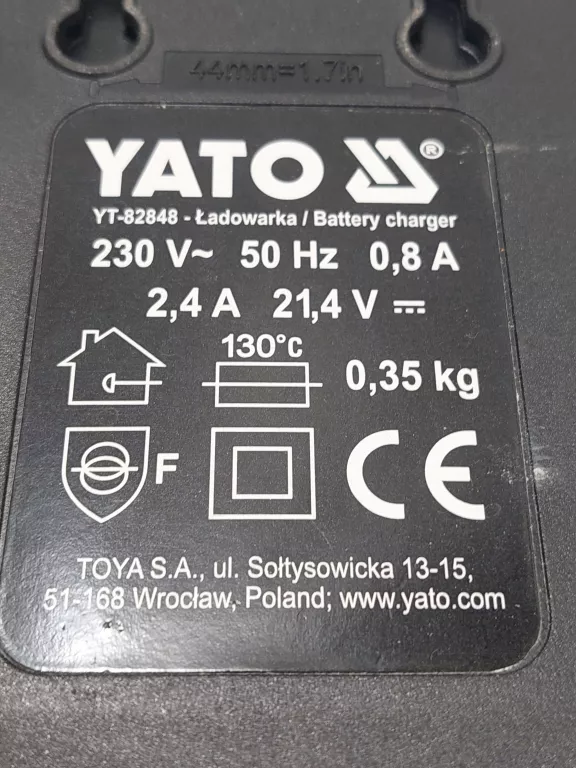 44mm=1.7in
YATO ®
YT-82848 - Ładowarka / Battery charger
230 V~ 50 Hz 0,8 A
2,4 A 21,4 V ⎓
130°C
0,35 kg
F
CE
TOYA S.A., ul. Sołtysowicka 13-15,
51-168 Wrocław, Poland; www.yato.com